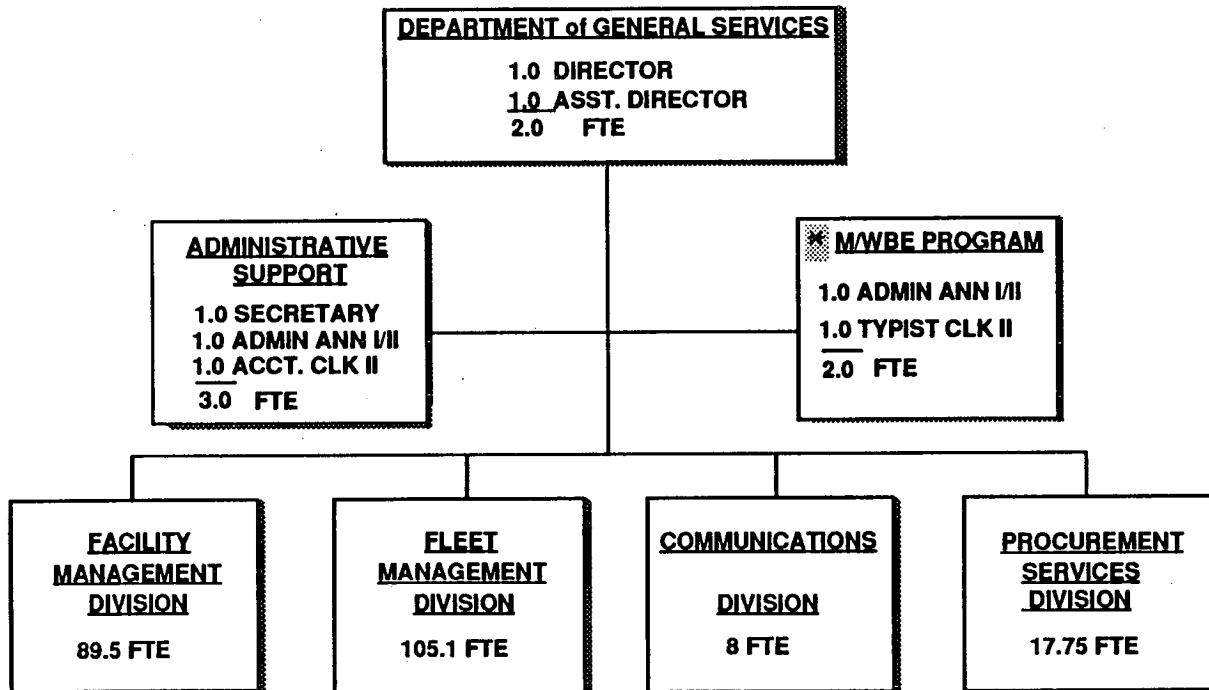 DEPARTMENT of GENERAL SERVICES
1.0 DIRECTOR
1.0 ASST. DIRECTOR
2.0 FTE
ADMINISTRATIVE
SUPPORT
1.0 SECRETARY
1.0 ADMIN ANN I/II
1.0 ACCT. CLK II
3.0 FTE
* M/WBE PROGRAM
1.0 ADMIN ANN I/II
1.0 TYPIST CLK II
2.0 FTE
FACILITY
MANAGEMENT
DIVISION
89.5 FTE
FLEET
MANAGEMENT
DIVISION
105.1 FTE
COMMUNICATIONS
DIVISION
8 FTE
PROCUREMENT
SERVICES
DIVISION
17.75 FTE